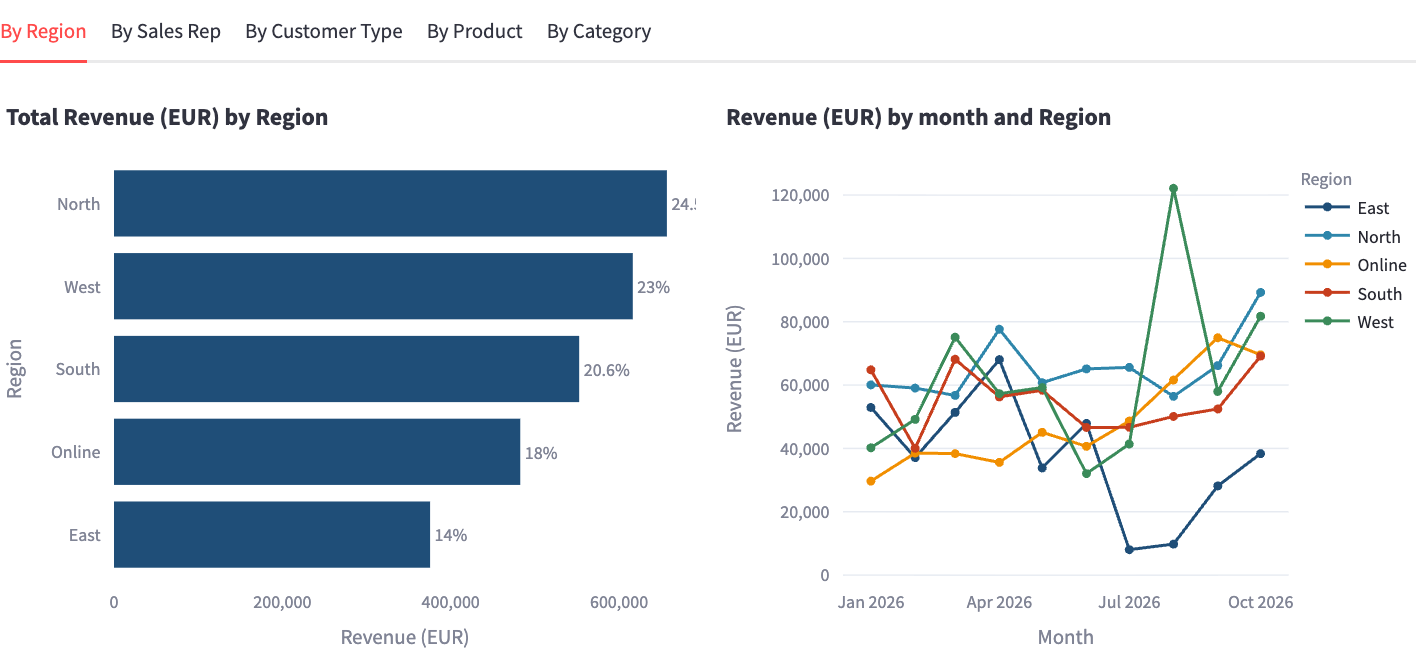 By Region By Sales Rep By Customer Type By Product By Category
Total Revenue (EUR) by Region
Region
North
West
South
Online
East
24.
23%
20.6%
18%
14%
0 200,000 400,000 600,000
Revenue (EUR)
Revenue (EUR) by month and Region
Revenue (EUR)
120,000
100,000
80,000
60,000
40,000
20,000
0
Jan 2026 Apr 2026 Jul 2026 Oct 2026
Month
Region
East
North
Online
South
West